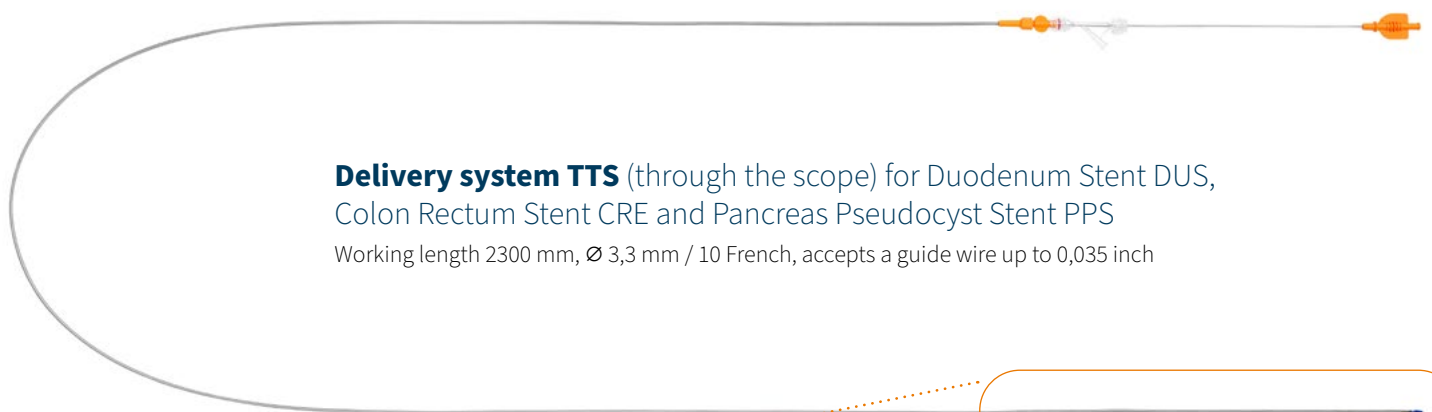 Delivery system TTS (through the scope) for Duodenum Stent DUS,
Colon Rectum Stent CRE and Pancreas Pseudocyst Stent PPS
Working length 2300 mm, Ø 3,3 mm / 10 French, accepts a guide wire up to 0,035 inch